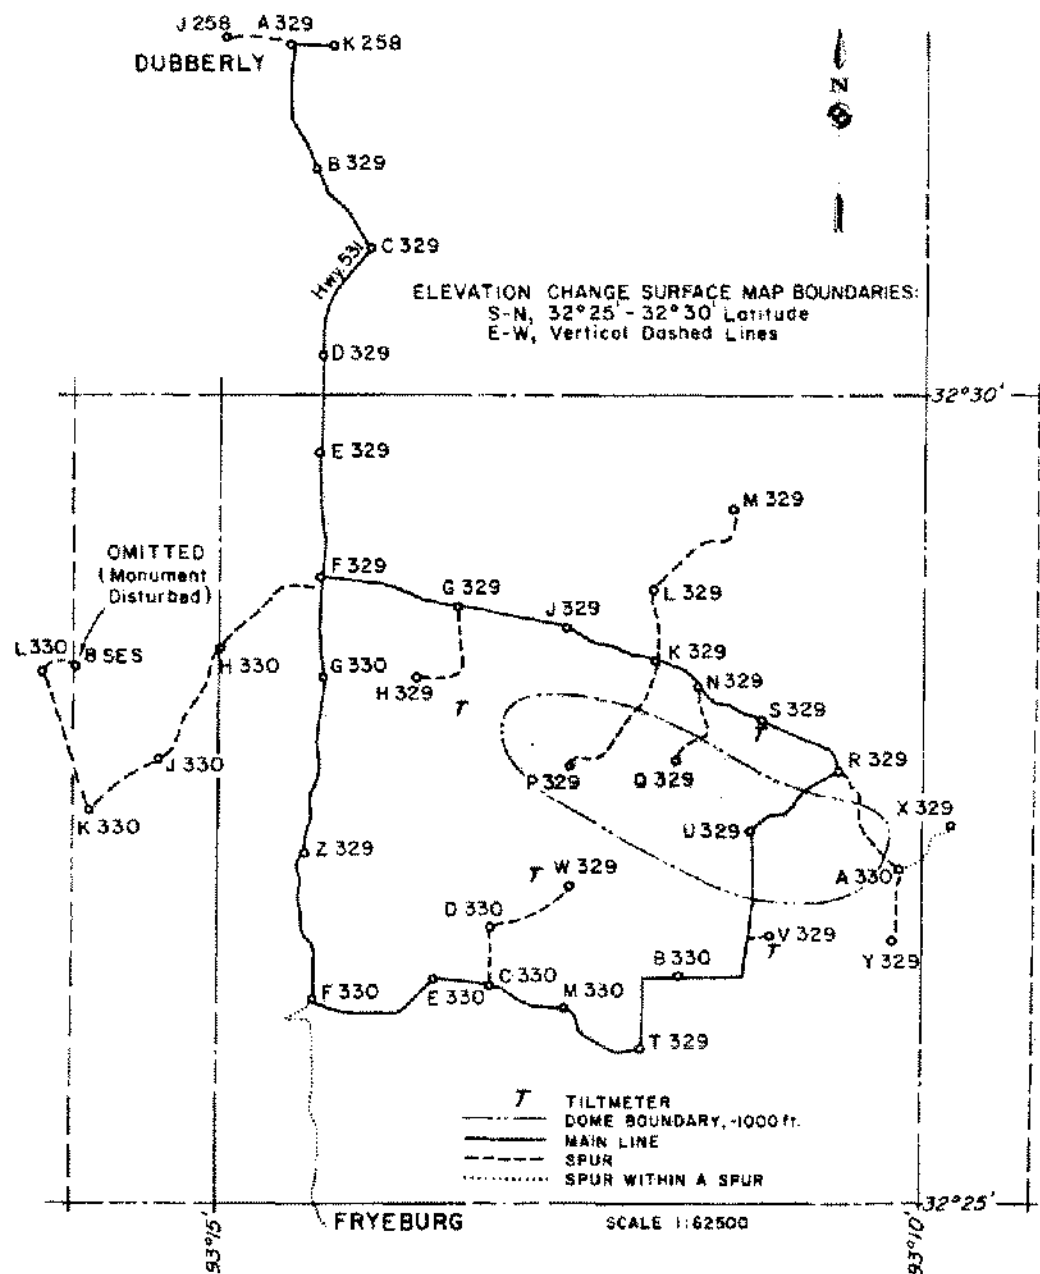 J 258 A 329 K 258
DUBBERLY
N
B 329
C 329
Hwy. 531
ELEVATION CHANGE SURFACE MAP BOUNDARIES:
S-N, 32°25' - 32°30' Latitude
E-W, Vertical Dashed Lines
D 329
32°30'
E 329
M 329
OMITTED
(Monument
Disturbed)
F 329
G 329
L 329
J 329
L 330
B SES
H 330
G 330
H 329
K 329
N 329
T
S 329
T
J 330
P 329
Q 329
R 329
K 330
X 329
U 329
Z 329
T
W 329
A 330
D 330
V 329
T
Y 329
B 330
F 330
E 330
C 330
M 330
T 329
T TILTMETER
DOME BOUNDARY, -1000 ft.
MAIN LINE
SPUR
SPUR WITHIN A SPUR
32°25'
FRYEBURG
SCALE 1:62500
93°15'
93°10'